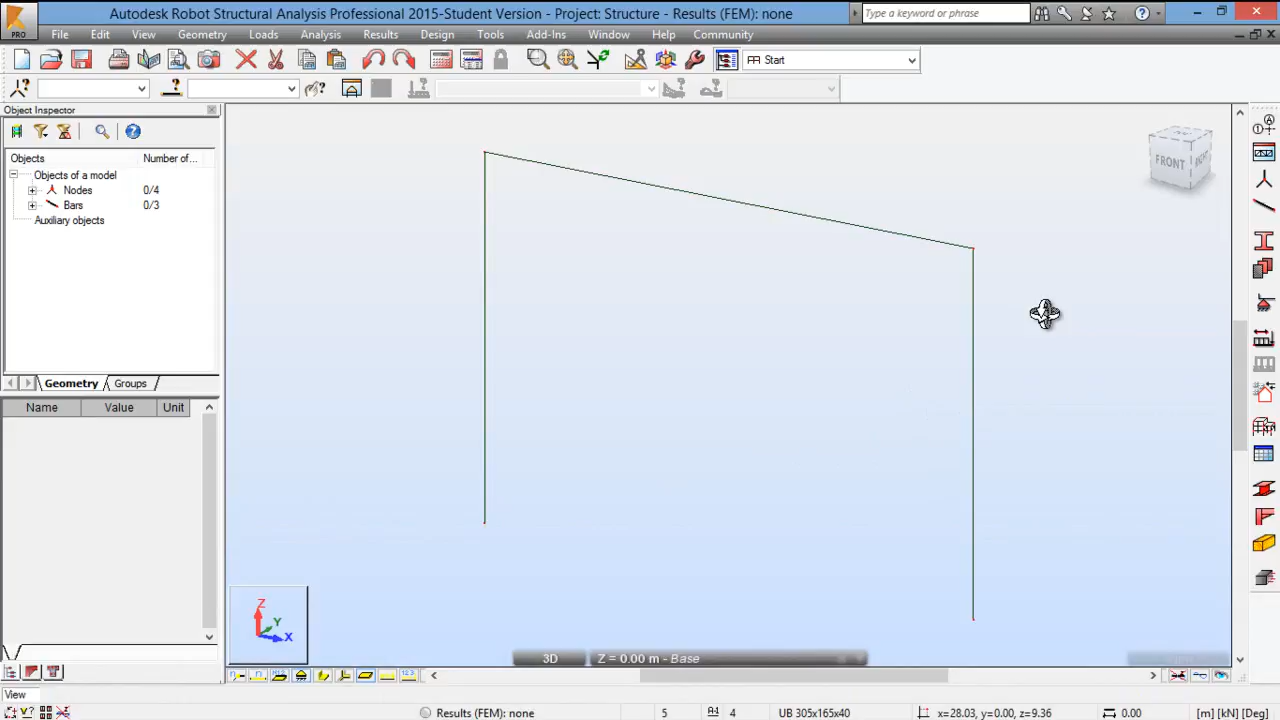 Autodesk Robot Structural Analysis Professional 2015-Student Version - Project: Structure - Results (FEM): none
Type a keyword or phrase
PRO
File Edit View Geometry Loads Analysis Results Design Tools Add-Ins Window Help Community
Start
Object Inspector
Objects Number of...
Objects of a model
Nodes 0/4
Bars 0/3
Auxiliary objects
Geometry Groups
Name Value Unit
FRONT RIGHT
Z
Y
X
3D Z = 0.00 m - Base
View
Results (FEM): none 5 4 UB 305x165x40 x=28.03, y=0.00, z=9.36 0.00 [m] [kN] [Deg]